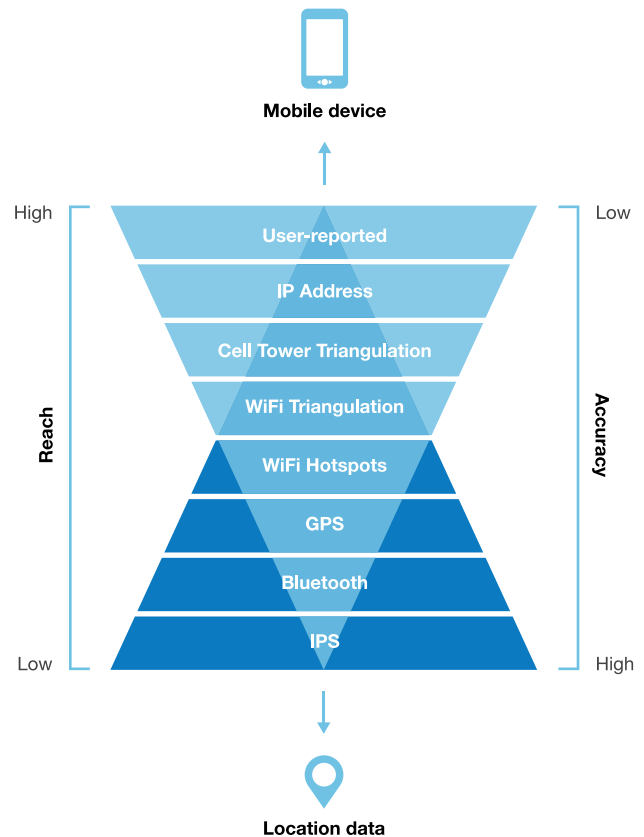 Mobile device
High
Low
User-reported
IP Address
Cell Tower Triangulation
WiFi Triangulation
Reach
Accuracy
WiFi Hotspots
GPS
Bluetooth
IPS
Low
High
Location data